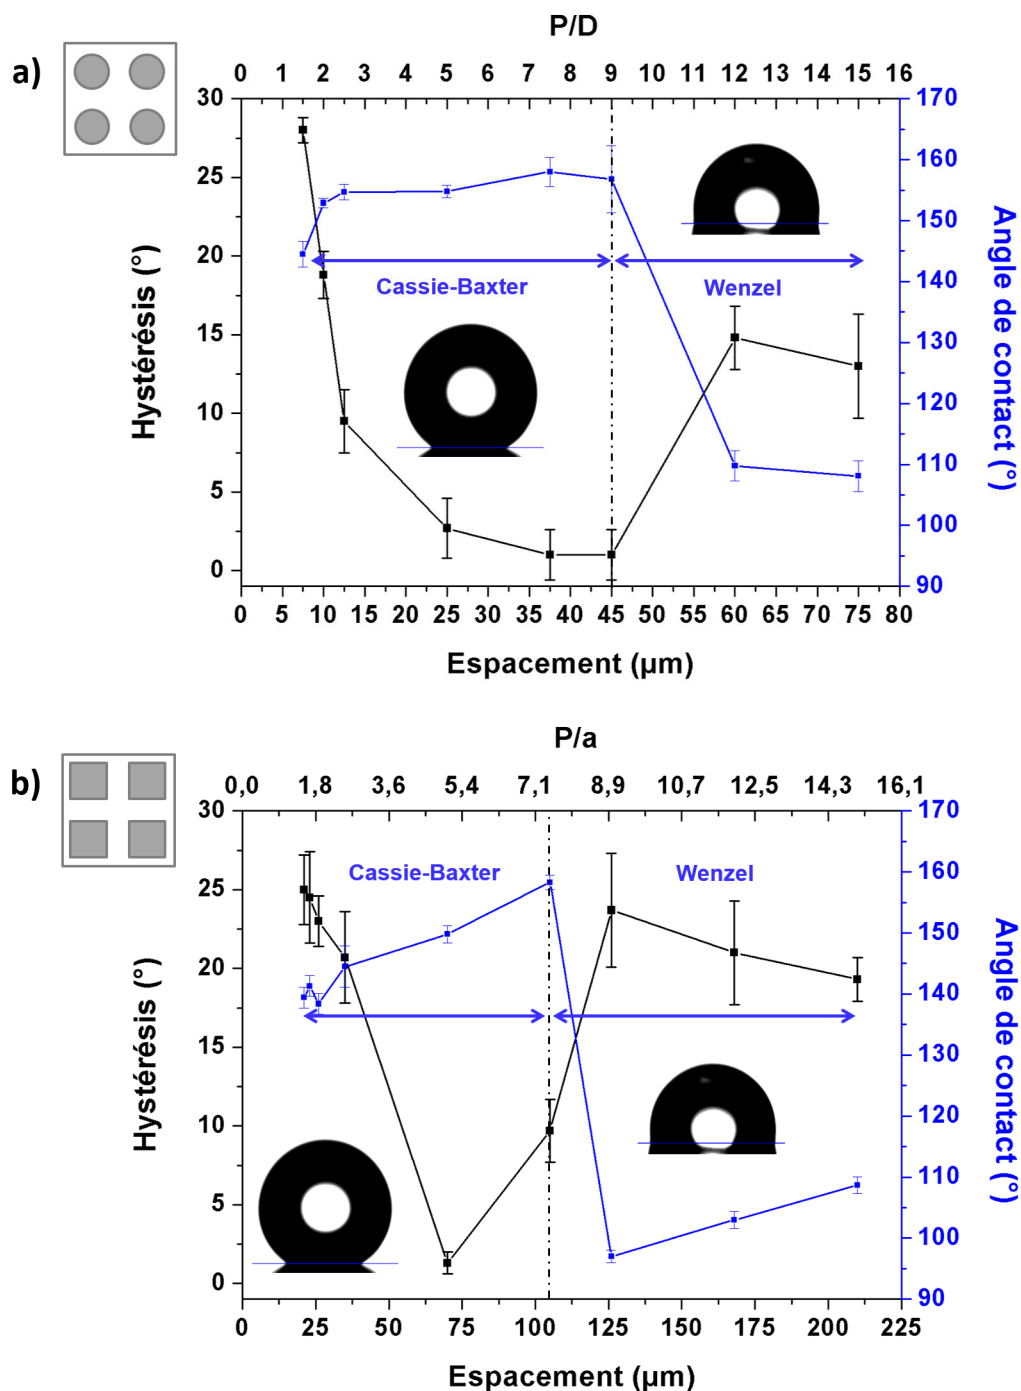 P/D
a)
0 1 2 3 4 5 6 7 8 9 10 11 12 13 14 15 16
30
25
20
15
10
5
0
Hystérésis (°)
170
160
150
140
130
120
110
100
90
Angle de contact (°)
Cassie-Baxter
Wenzel
0 5 10 15 20 25 30 35 40 45 50 55 60 65 70 75 80
Espacement (µm)
P/a
b)
0,0 1,8 3,6 5,4 7,1 8,9 10,7 12,5 14,3 16,1
30
25
20
15
10
5
0
Hystérésis (°)
170
160
150
140
130
120
110
100
90
Angle de contact (°)
Cassie-Baxter
Wenzel
0 25 50 75 100 125 150 175 200 225
Espacement (µm)